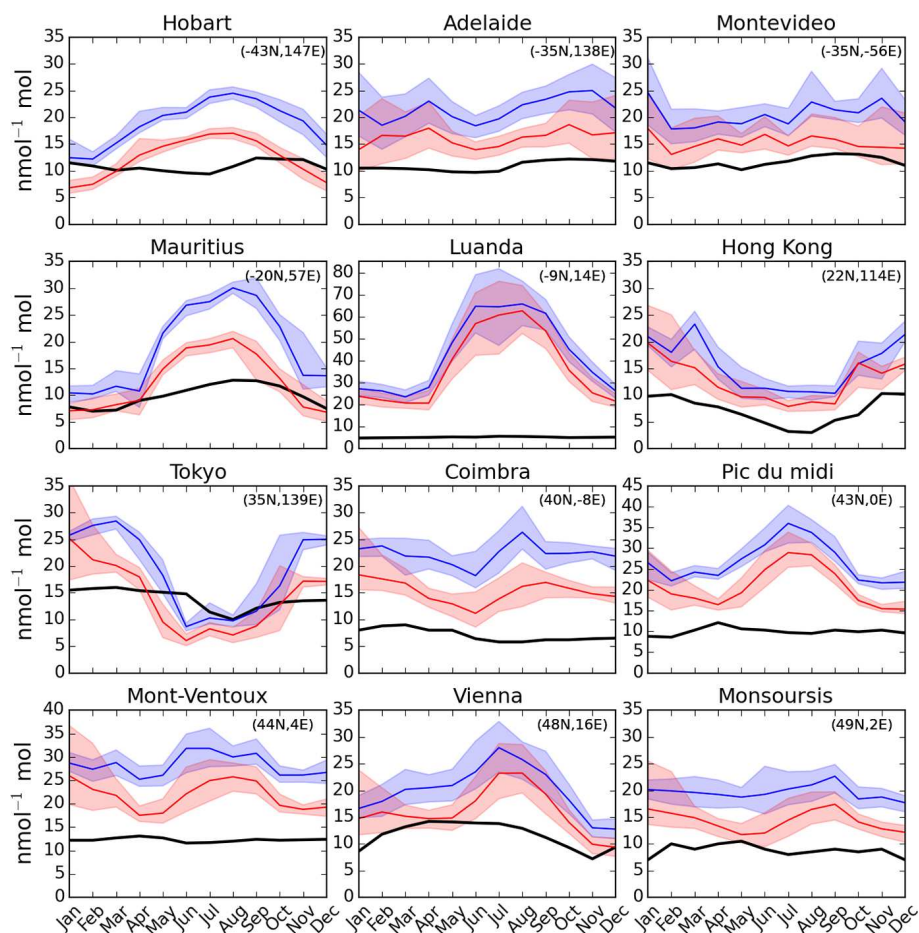 Hobart Adelaide Montevideo
35 (-43N,147E) 35 (-35N,138E) 35 (-35N,-56E)
30 30 30
25 25 25
20 20 20
15 15 15
10 10 10
5 5 5
0 0 0
nmol⁻¹ mol
Mauritius Luanda Hong Kong
35 (-20N,57E) (-9N,14E) 35 (22N,114E)
30 80 30
25 70 25
20 60 20
15 50 15
10 40 10
5 30 5
0 20 0
10
0
nmol⁻¹ mol
Tokyo Coimbra Pic du midi
35 (35N,139E) 35 (40N,-8E) 45 (43N,0E)
30 30 40
25 25 35
20 20 30
15 15 25
10 10 20
5 5 15
0 0 10
5
0
nmol⁻¹ mol
Mont-Ventoux Vienna Monsoursis
40 (44N,4E) 35 (48N,16E) 35 (49N,2E)
35 30 30
30 25 25
25 20 20
20 15 15
15 10 10
10 5 5
5 0 0
0
nmol⁻¹ mol
Jan Feb Mar Apr May Jun Jul Aug Sep Oct Nov Dec Jan Feb Mar Apr May Jun Jul Aug Sep Oct Nov Dec Jan Feb Mar Apr May Jun Jul Aug Sep Oct Nov Dec